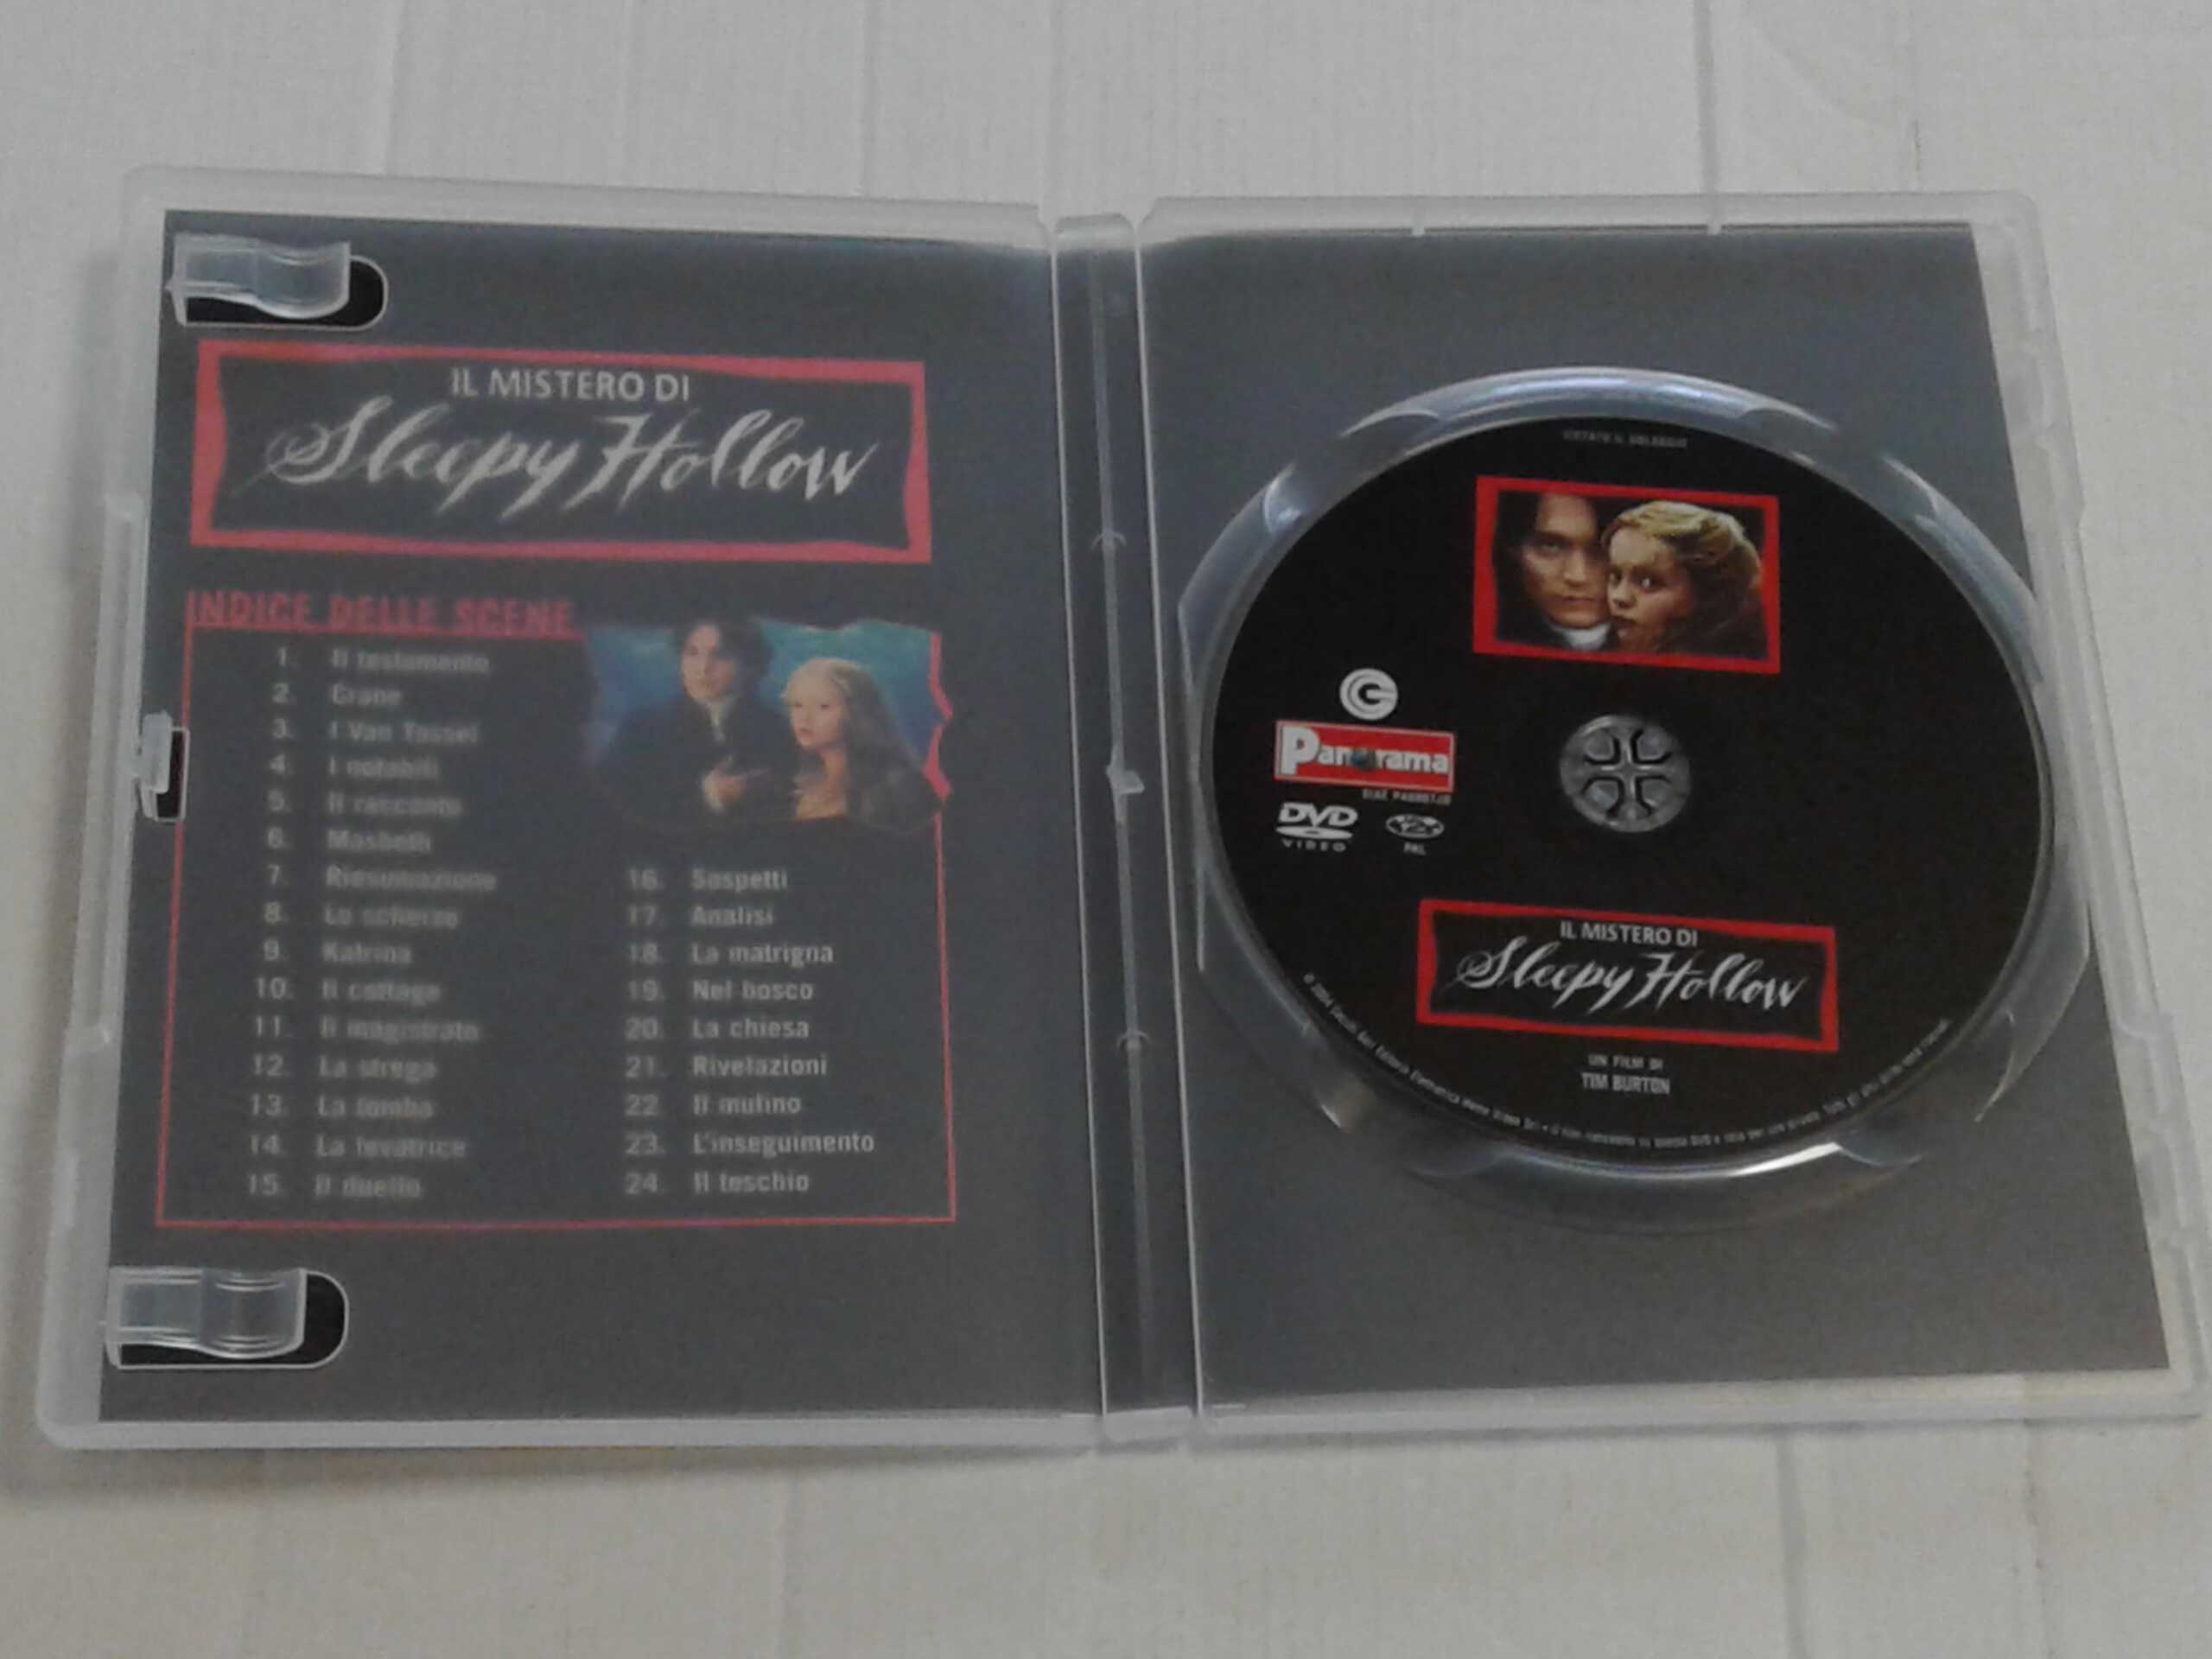 IL MISTERO DI
Sleepy Hollow
INDICE DELLE SCENE
1. Il testamento
2. Crane
3. I Van Tassel
4. I notabili
5. Il racconto
6. Masbeth
7. Riesumazione
8. Lo scherzo
9. Katrina
10. Il cottage
11. Il magistrato
12. La strega
13. La tomba
14. La levatrice
15. Il duello
16. Sospetti
17. Analisi
18. La matrigna
19. Nel bosco
20. La chiesa
21. Rivelazioni
22. Il mulino
23. L'inseguimento
24. Il teschio
VIETATO IL NOLEGGIO
Panorama
DVD
VIDEO
PAL
IL MISTERO DI
Sleepy Hollow
UN FILM DI
TIM BURTON